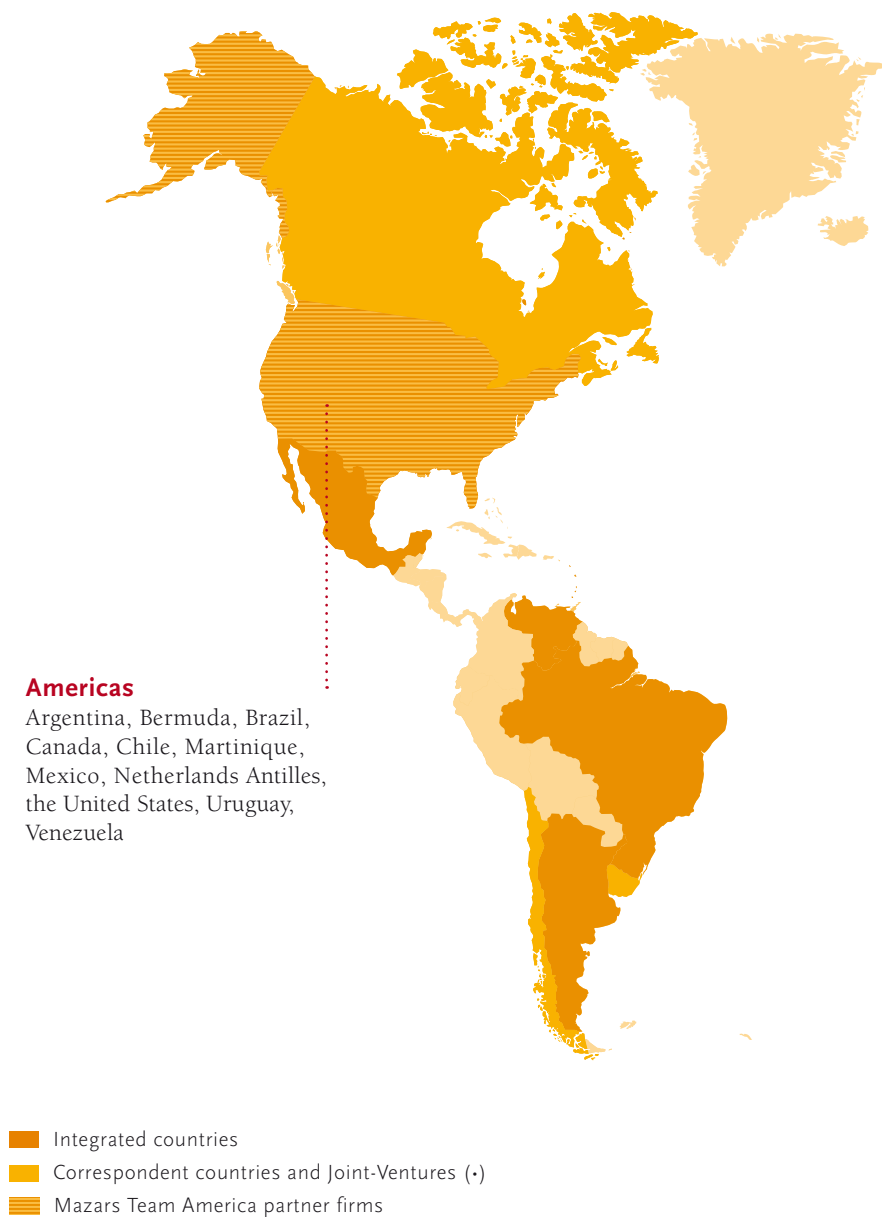 Americas
Argentina, Bermuda, Brazil,
Canada, Chile, Martinique,
Mexico, Netherlands Antilles,
the United States, Uruguay,
Venezuela
Integrated countries
Correspondent countries and Joint-Ventures (•)
Mazars Team America partner firms